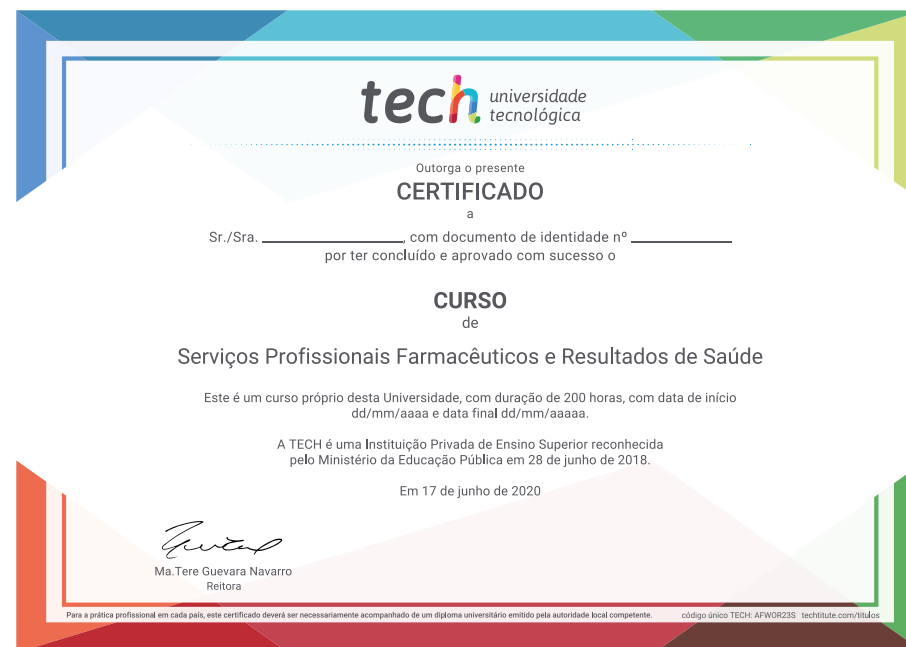 tech universidade
tecnológica
Outorga o presente
CERTIFICADO
a
Sr./Sra. ________________, com documento de identidade nº ____________
por ter concluído e aprovado com sucesso o
CURSO
de
Serviços Profissionais Farmacêuticos e Resultados de Saúde
Este é um curso próprio desta Universidade, com duração de 200 horas, com data de início
dd/mm/aaaa e data final dd/mm/aaaaa.
A TECH é uma Instituição Privada de Ensino Superior reconhecida
pelo Ministério da Educação Pública em 28 de junho de 2018.
Em 17 de junho de 2020
Ma.Tere Guevara Navarro
Reitora
Para a prática profissional em cada país, este certificado deverá ser necessariamente acompanhado de um diploma universitário emitido pela autoridade local competente. código único TECH: AFWOR23S techtitute.com/titulos